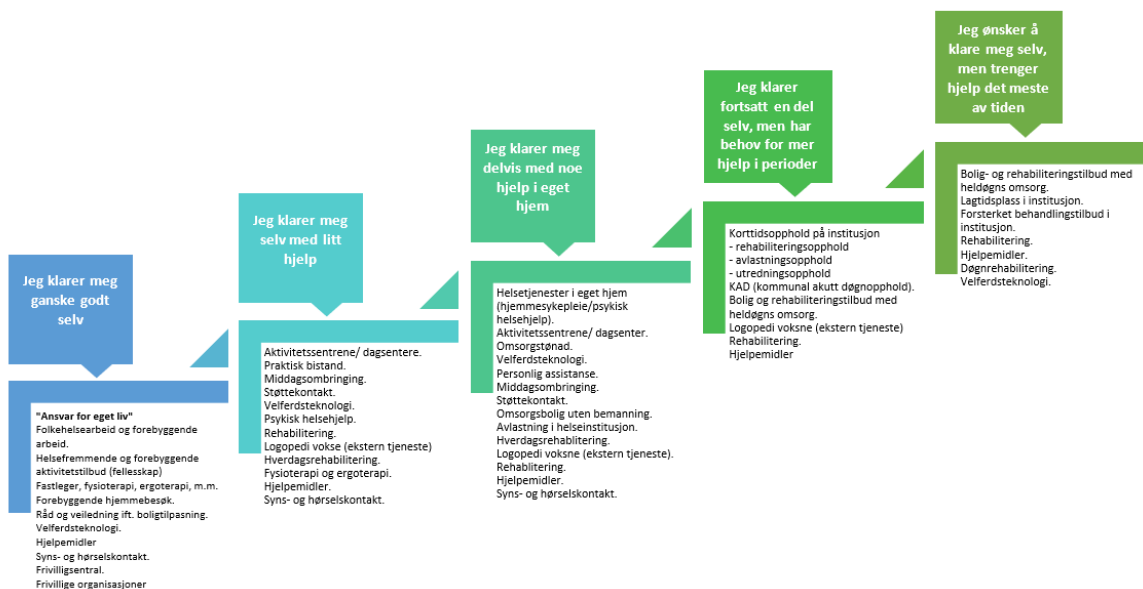 Jeg klarer meg
ganske godt
selv
"Ansvar for eget liv"
Folkehelsearbeid og forebyggende
arbeid.
Helsefremmende og forebyggende
aktivitetstilbud (fellesskap)
Fastleger, fysioterapi, ergoterapi, m.m.
Forebyggende hjemmebesøk.
Råd og veiledning ift. boligtilpasning.
Velferdsteknologi.
Hjelpemidler
Syns- og hørselskontakt.
Frivilligsentral.
Frivillige organisasjoner
Jeg klarer meg
selv med litt
hjelp
Aktivitetssentrene/ dagsentere.
Praktisk bistand.
Middagsombringing.
Støttekontakt.
Velferdsteknologi.
Psykisk helsehjelp.
Rehabilitering.
Logopedi vokse (ekstern tjeneste)
Hverdagsrehabilitering.
Fysioterapi og ergoterapi.
Hjelpemidler.
Syns- og hørselskontakt.
Jeg klarer meg
delvis med noe
hjelp i eget
hjem
Helsetjenester i eget hjem
(hjemmesykepleie/psykisk
helsehjelp).
Aktivitetssentrene/ dagsenter.
Omsorgstønad.
Velferdsteknologi.
Personlig assistanse.
Middagsombringing.
Støttekontakt.
Omsorgsbolig uten bemanning.
Avlastning i helseinstitusjon.
Hverdagsrehablitering.
Logopedi voksne (ekstern tjeneste).
Rehablitering.
Hjelpemidler.
Syns- og hørselskontakt.
Jeg klarer
fortsatt en del
selv, men har
behov for mer
hjelp i perioder
Korttidsopphold på institusjon
- rehabiliteringsopphold
- avlastningsopphold
- utredningsopphold
KAD (kommunal akutt døgnopphold).
Bolig og rehabiliteringstilbud med
heldøgns omsorg.
Logopedi voksne (ekstern tjeneste)
Rehabilitering.
Hjelpemidler
Jeg ønsker å
klare meg selv,
men trenger
hjelp det meste
av tiden
Bolig- og rehabiliteringstilbud med
heldøgns omsorg.
Lagtidsplass i institusjon.
Forsterket behandlingtilbud i
institusjon.
Rehabilitering.
Hjelpemidler.
Døgnrehabilitering.
Velferdsteknologi.